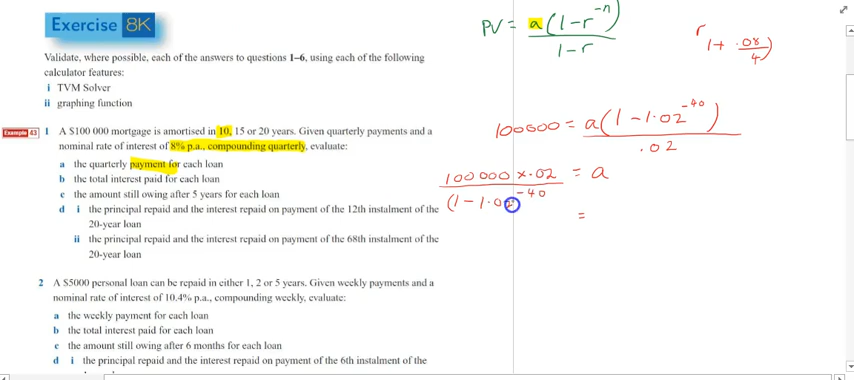 Exercise 8K
Validate, where possible, each of the answers to questions 1–6, using each of the following
calculator features:
i TVM Solver
ii graphing function
Example 43 1 A $100 000 mortgage is amortised in 10, 15 or 20 years. Given quarterly payments and a
nominal rate of interest of 8% p.a., compounding quarterly, evaluate:
a the quarterly payment for each loan
b the total interest paid for each loan
c the amount still owing after 5 years for each loan
d i the principal repaid and the interest repaid on payment of the 12th instalment of the
20-year loan
ii the principal repaid and the interest repaid on payment of the 68th instalment of the
20-year loan
2 A $5000 personal loan can be repaid in either 1, 2 or 5 years. Given weekly payments and a
nominal rate of interest of 10.4% p.a., compounding weekly, evaluate:
a the weekly payment for each loan
b the total interest paid for each loan
c the amount still owing after 6 months for each loan
d i the principal repaid and the interest repaid on payment of the 6th instalment of the
PV = a(1-r^-n)
1-r
r
1+ .08/4)
100000 = a(1-1.02^-40)
.02
100 000 × .02 = a
(1-1.02^-40
=